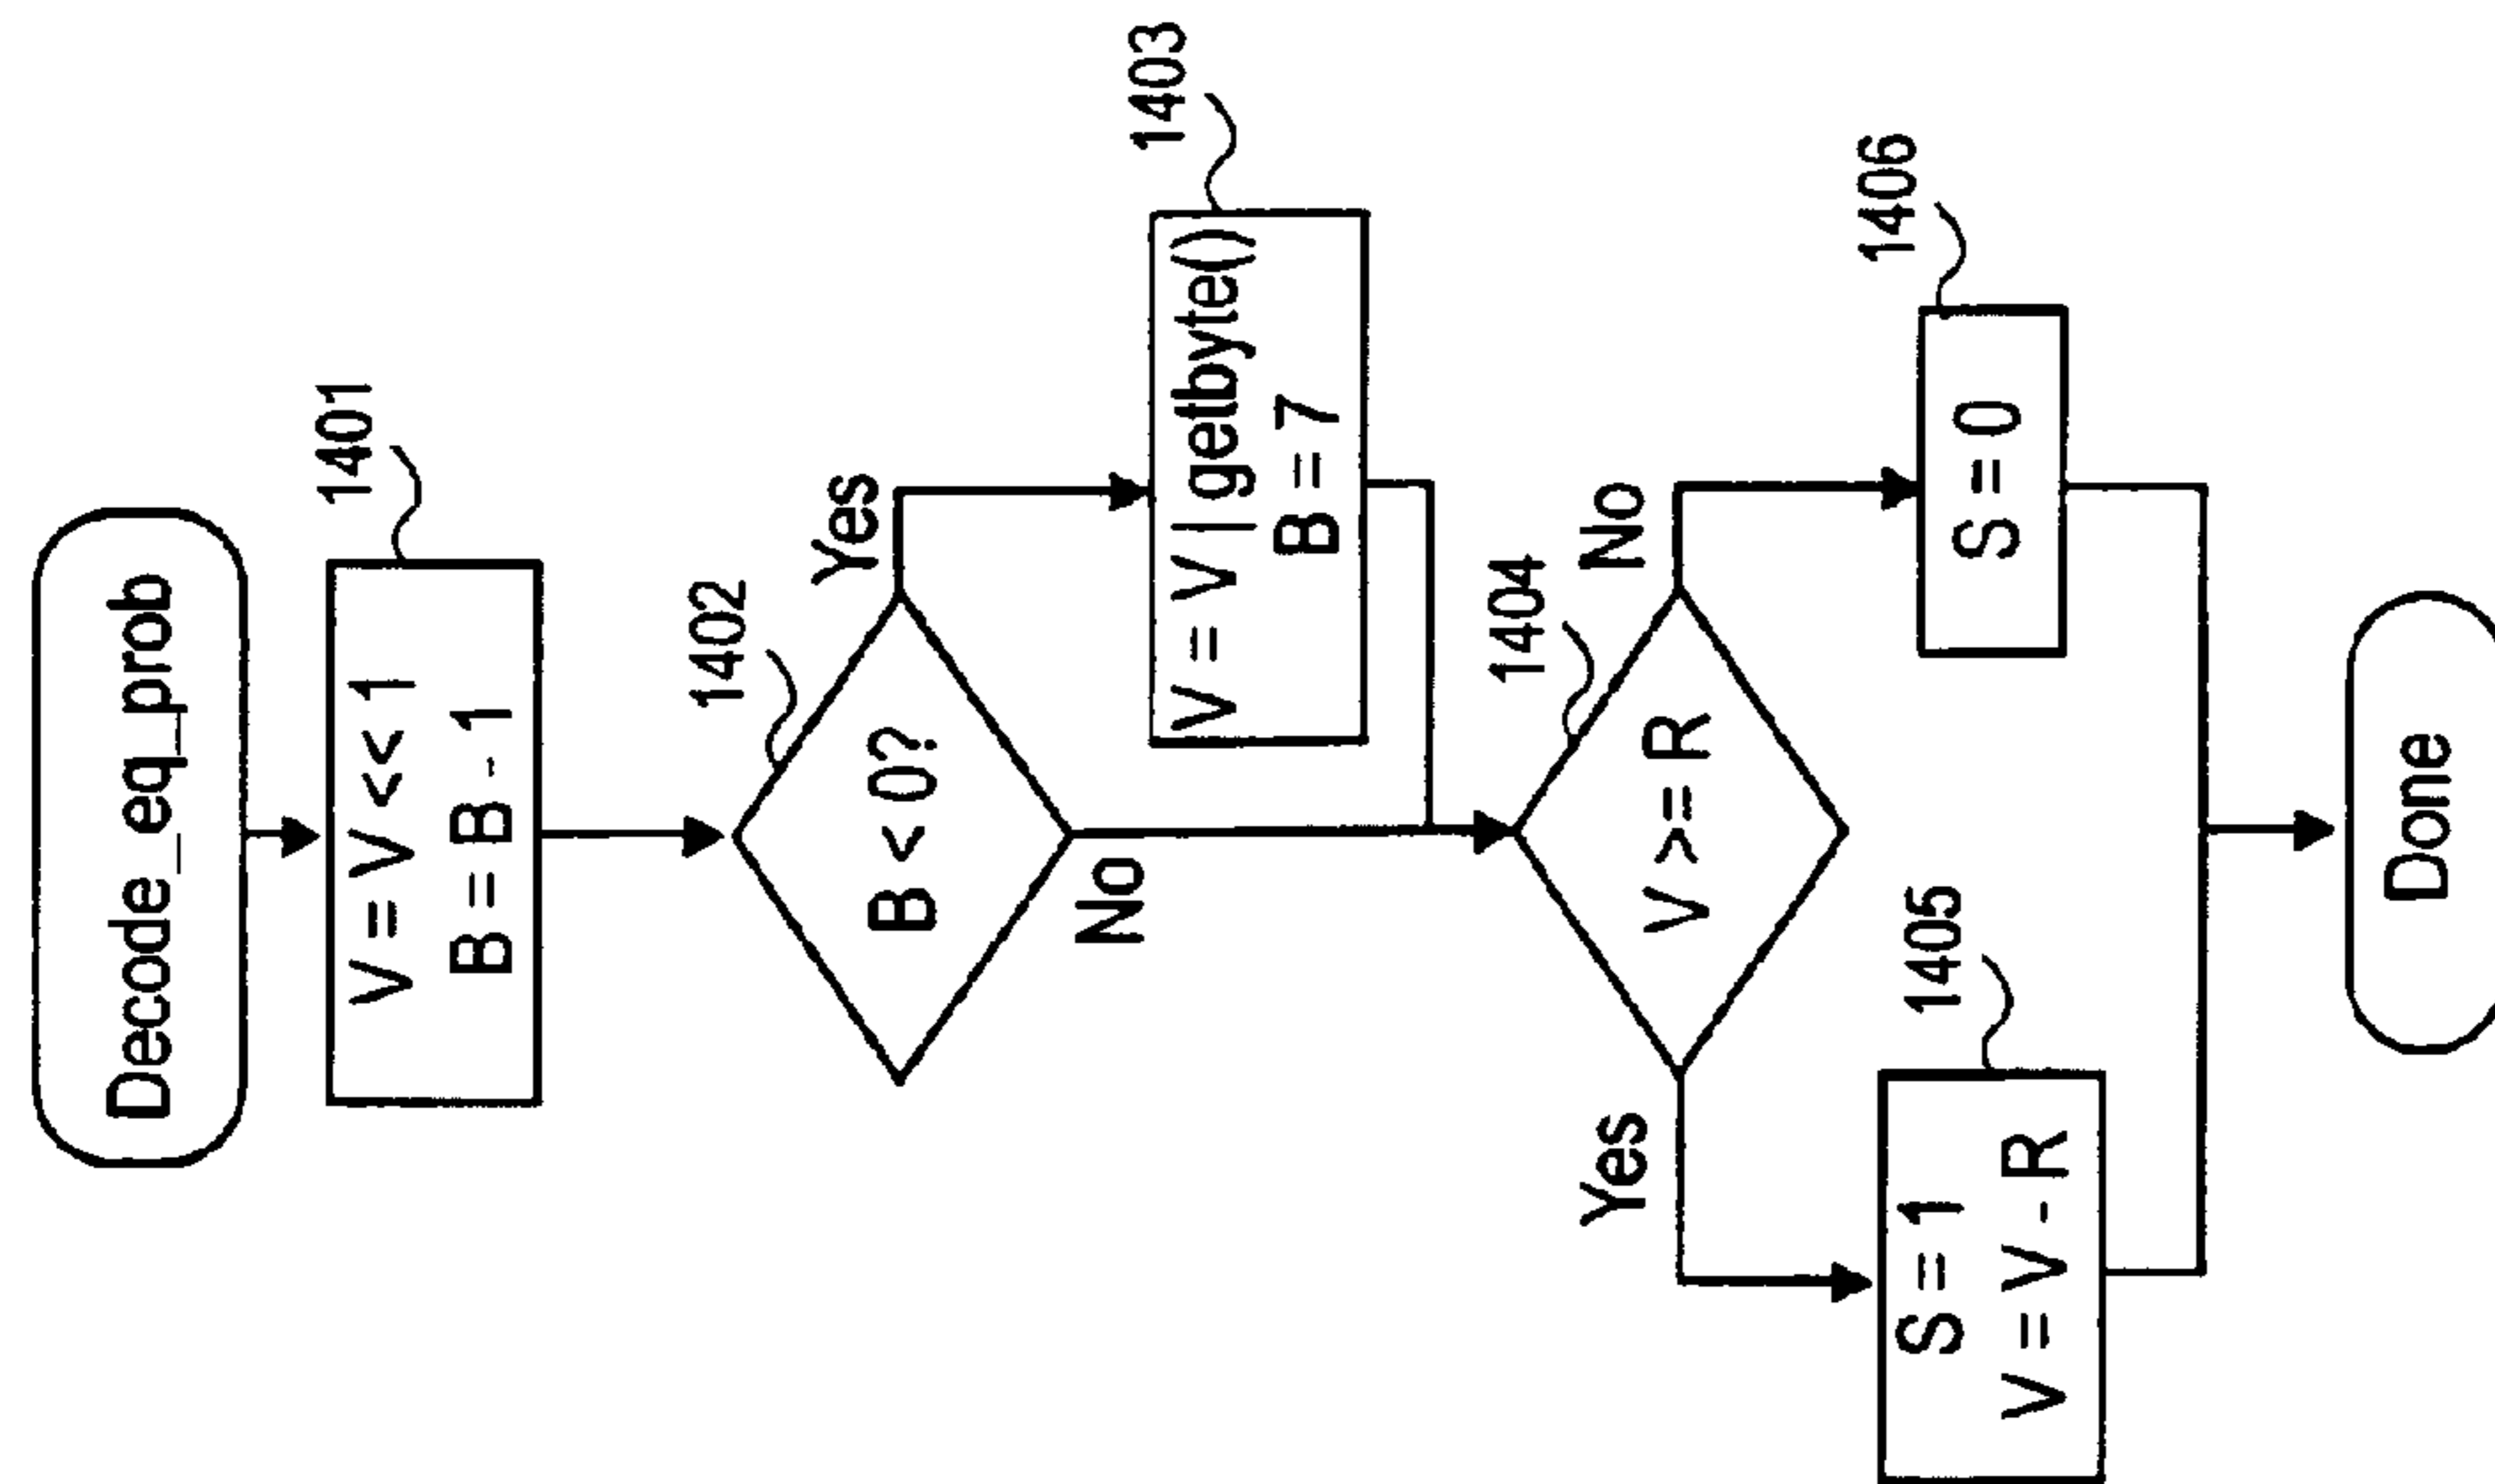 Decode_eq_prob
1401
V = V << 1
B = B - 1
1402
B < 0?
Yes
No
1403
V = V | getbyte()
B = 7
1404
V >= R
Yes
No
1405
S = 1
V = V - R
1406
S = 0
Done